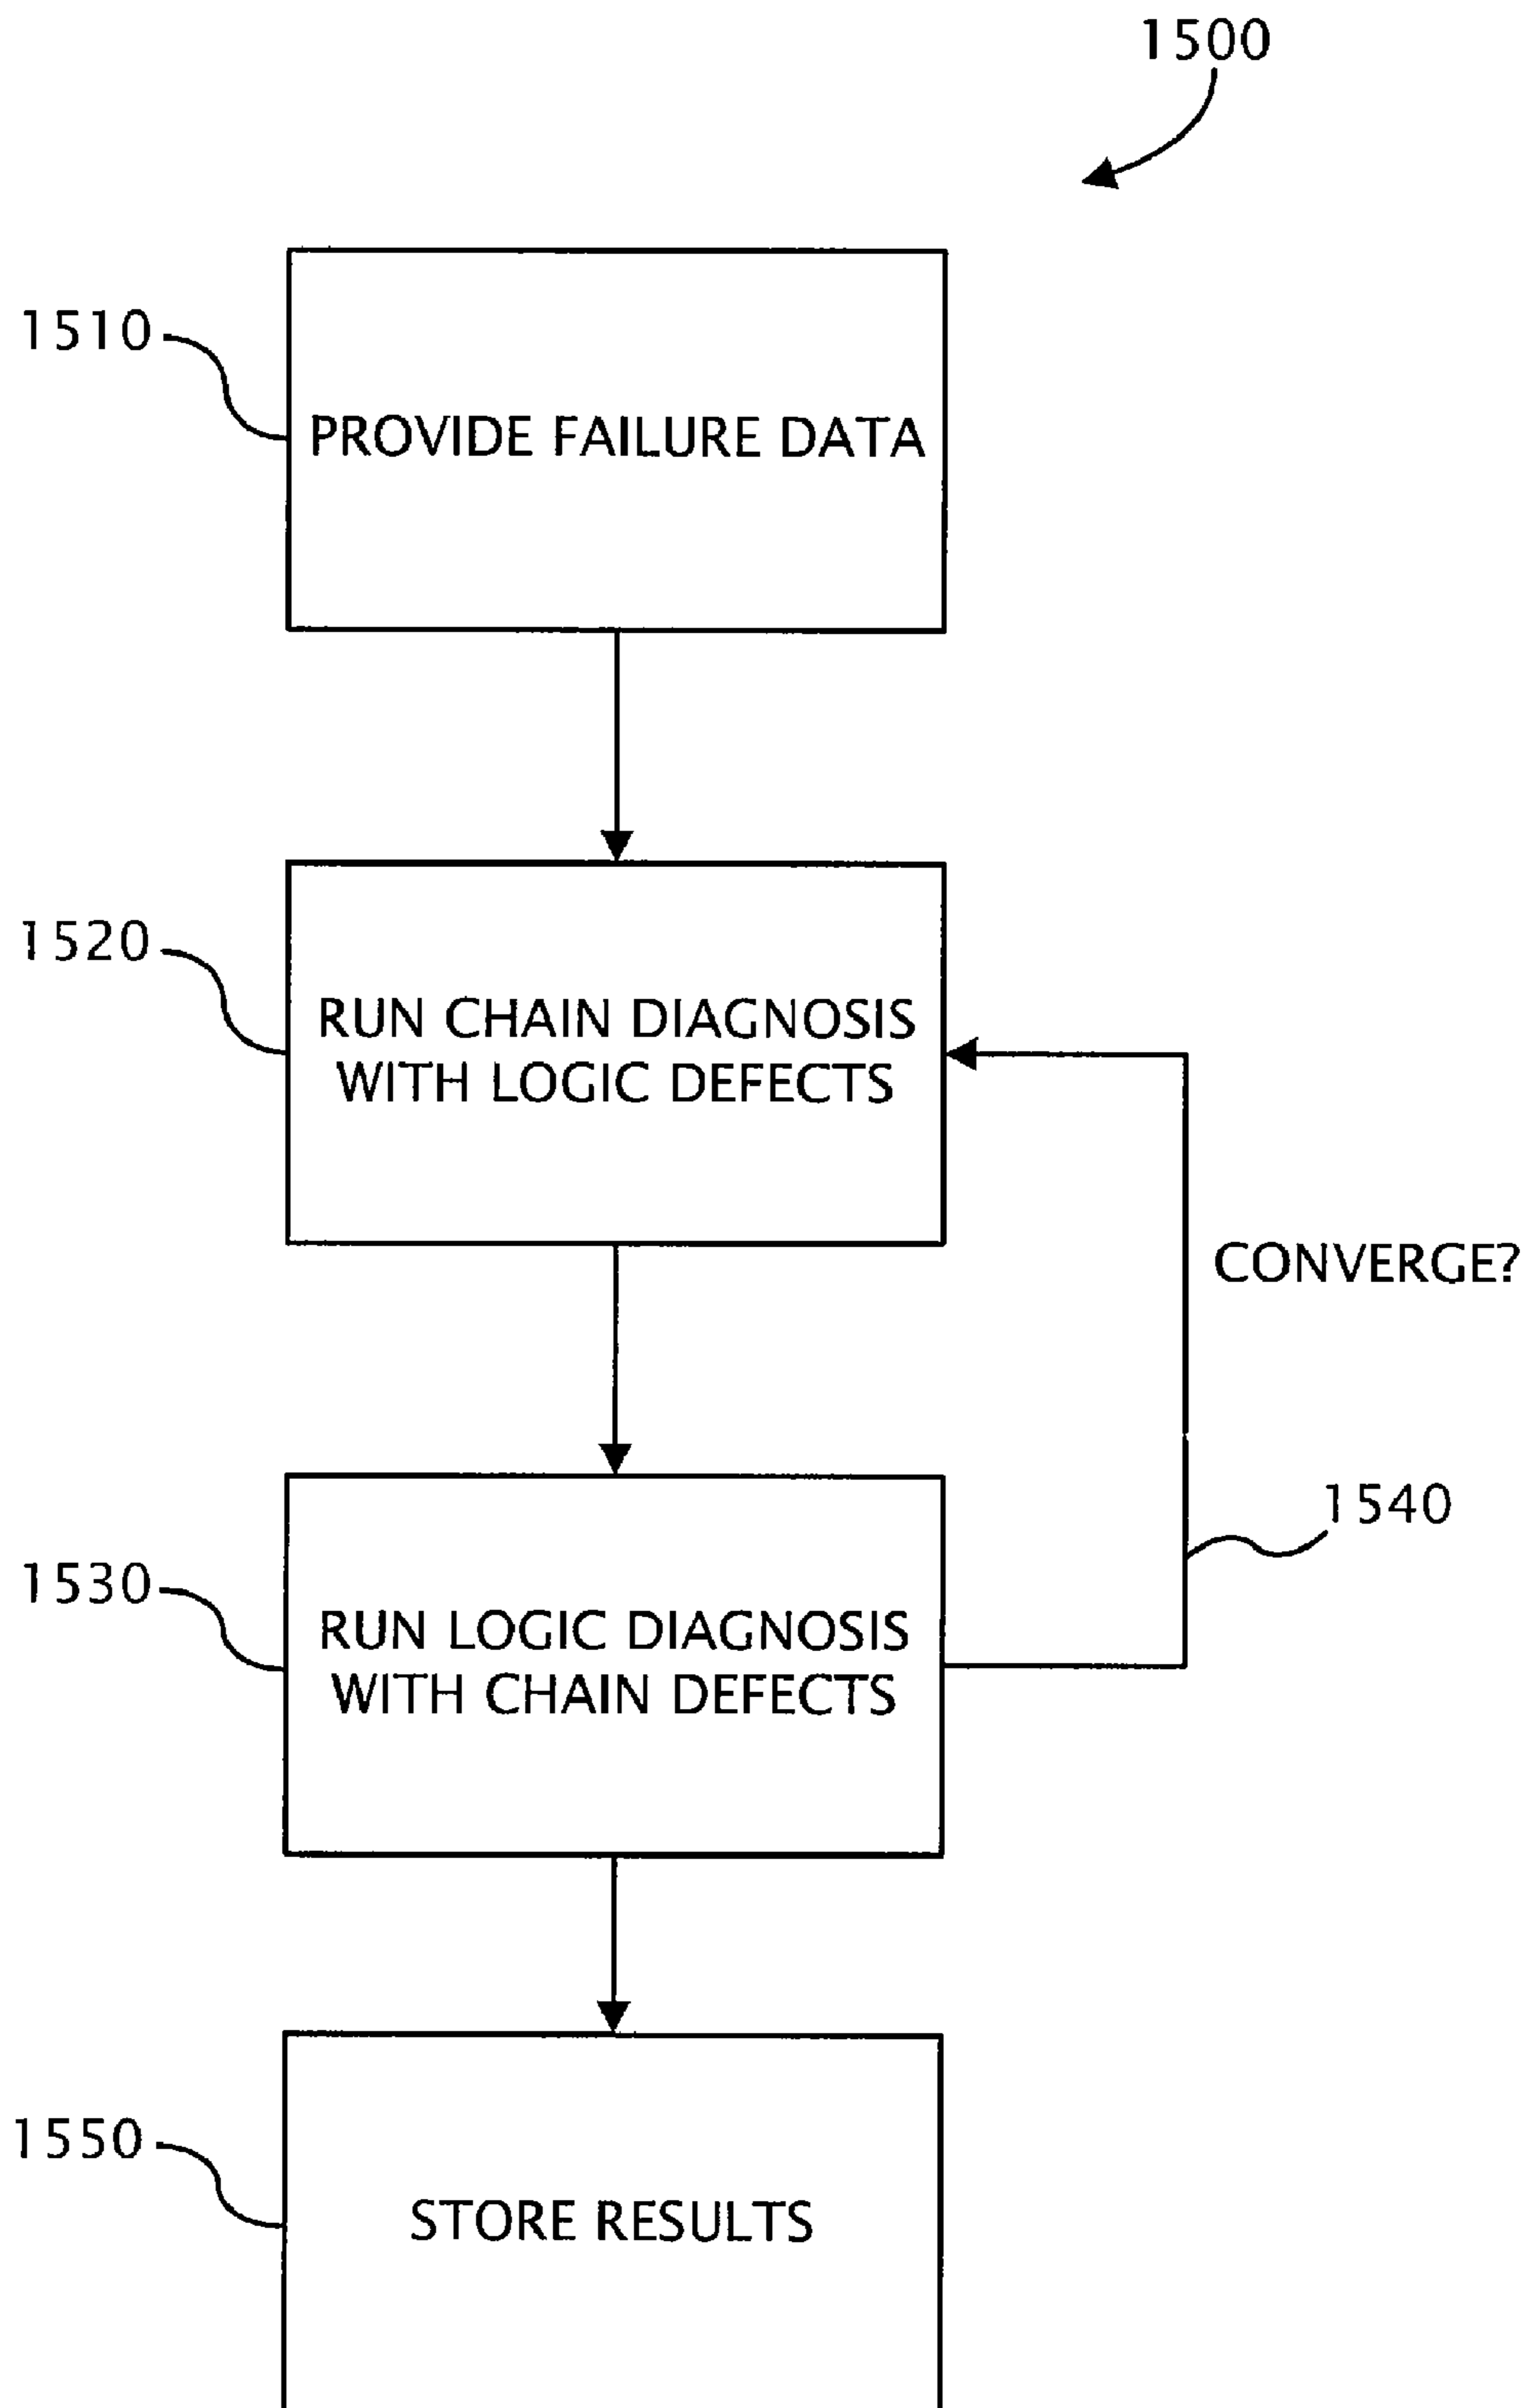 1500
1510
PROVIDE FAILURE DATA
1520
RUN CHAIN DIAGNOSIS
WITH LOGIC DEFECTS
CONVERGE?
1540
1530
RUN LOGIC DIAGNOSIS
WITH CHAIN DEFECTS
1550
STORE RESULTS